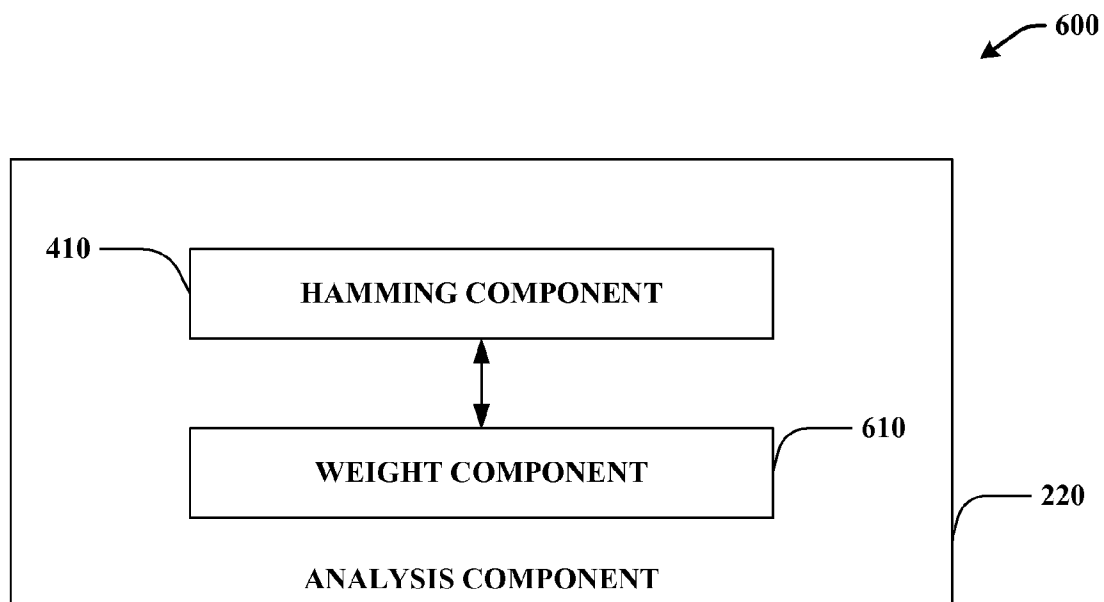 600
410
HAMMING COMPONENT
610
WEIGHT COMPONENT
220
ANALYSIS COMPONENT